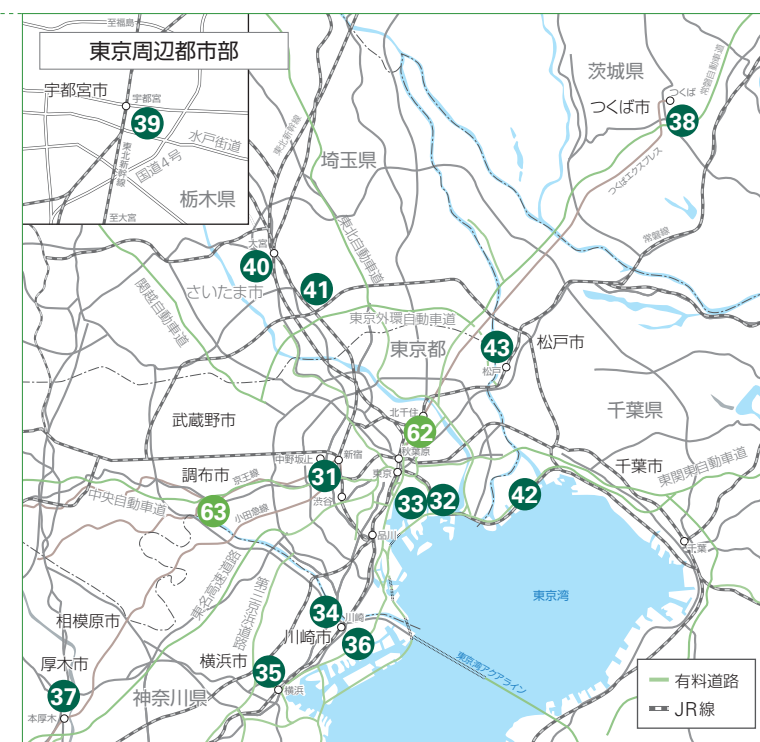 至福島
東京周辺都市部
宇都宮市
宇都宮
39
水戸街道
国道4号
東北新幹線
栃木県
至大宮
東北新幹線
埼玉県
茨城県
つくば
つくば市
38
常磐自動車道
つくばエクスプレス
常磐線
大宮
40
さいたま市
41
東北自動車道
関越自動車道
東京外環自動車道
東京都
43
松戸市
松戸
北千住
62
千葉県
武蔵野市
秋葉原
中野坂上
新宿
31
東京
渋谷
調布市
京王線
中央自動車道
63
小田急線
33
32
42
千葉市
東関東自動車道
千葉
品川
東名高速道路
第三京浜道路
東京湾
相模原市
34
川崎
川崎市
36
東京湾アクアライン
厚木市
横浜市
35
横浜
37
神奈川県
本厚木
有料道路
JR線